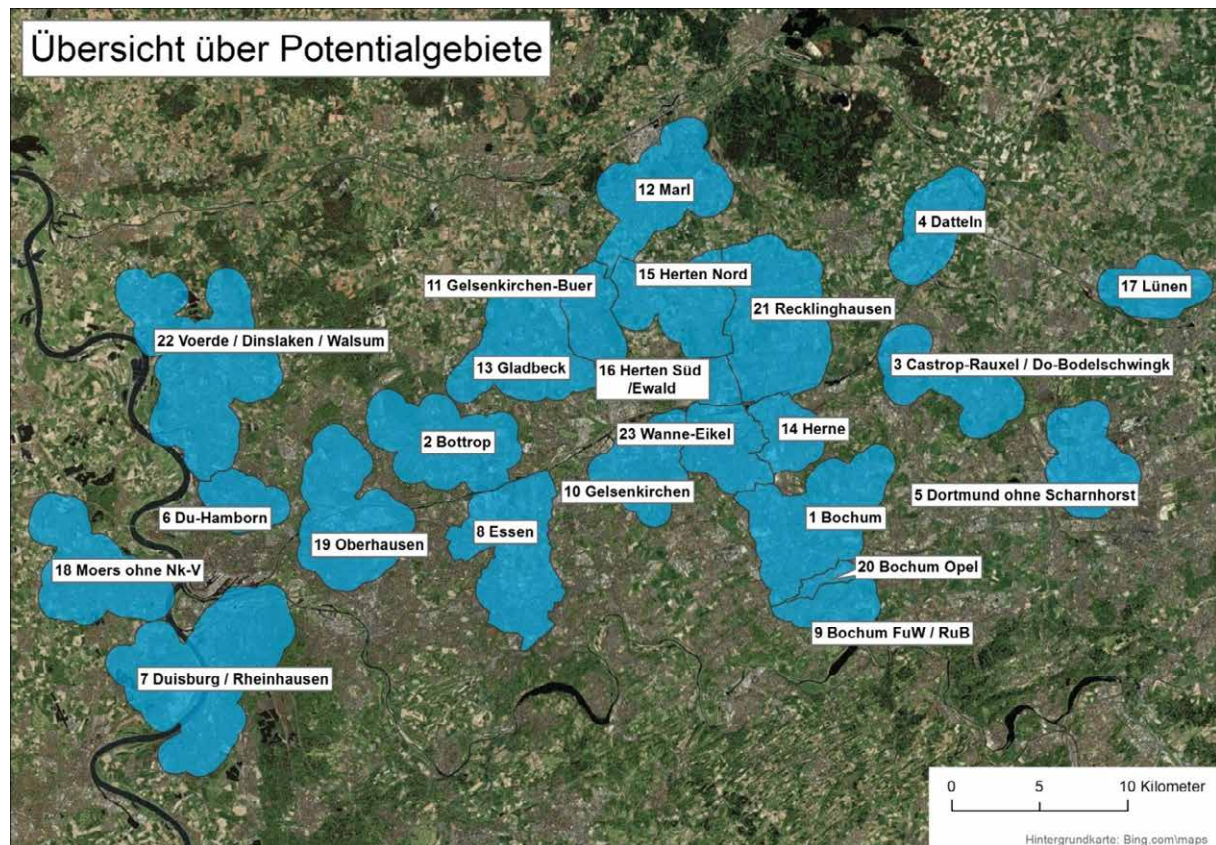 Übersicht über Potentialgebiete
12 Marl
4 Datteln
15 Herten Nord
11 Gelsenkirchen-Buer
17 Lünen
21 Recklinghausen
22 Voerde / Dinslaken / Walsum
13 Gladbeck
16 Herten Süd
/Ewald
3 Castrop-Rauxel / Do-Bodelschwingk
2 Bottrop
23 Wanne-Eikel
14 Herne
10 Gelsenkirchen
5 Dortmund ohne Scharnhorst
6 Du-Hamborn
1 Bochum
8 Essen
19 Oberhausen
18 Moers ohne Nk-V
20 Bochum Opel
9 Bochum FuW / RuB
7 Duisburg / Rheinhausen
0 5 10 Kilometer
Hintergrundkarte: Bing.com\maps